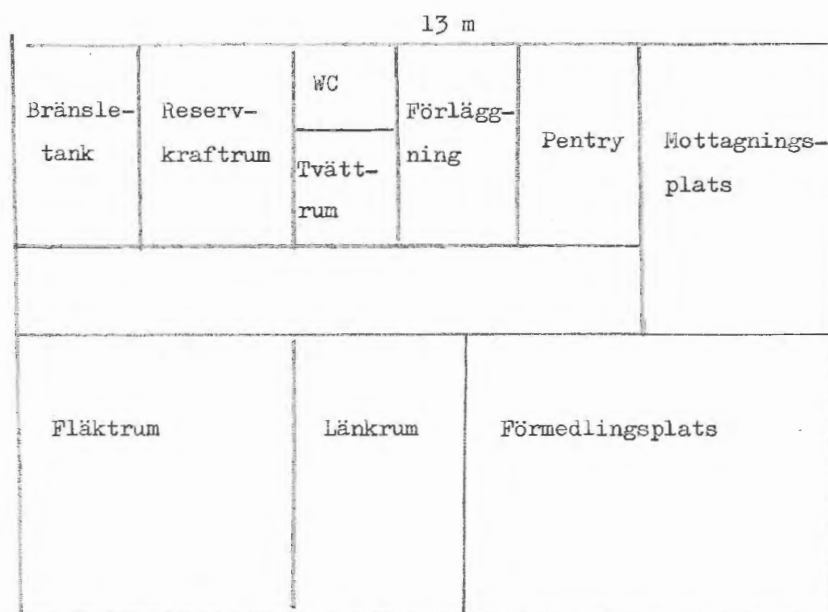 13 m
Bränsle-
tank
Reserv-
kraftrum
WC
Tvätt-
rum
Förlägg-
ning
Pentry
Mottagnings-
plats
Fläktrum
Länkrum
Förmedlingsplats